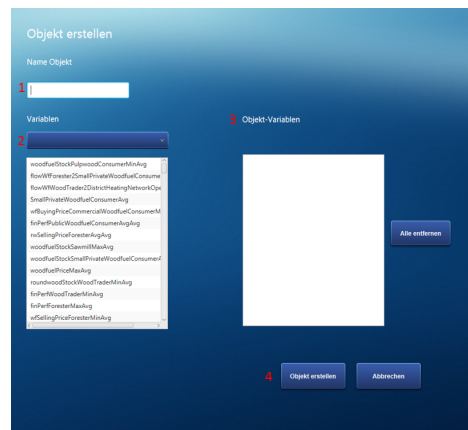 Objekt erstellen
Name Objekt
1
Variablen
3 Objekt-Variablen
2
woodfuelStockPulpwoodConsumerMinAvg
flowWfForester2SmallPrivateWoodfuelConsume
flowWfWoodTrader2DistrictHeatingNetworkOpe
SmallPrivateWoodfuelConsumerAvg
wfBuyingPriceCommercialWoodfuelConsumerM
finPerfPublicWoodfuelConsumerAvgAvg
rwSellingPriceForesterAvgAvg
Alle entfernen
woodfuelStockSawmillMaxAvg
woodfuelStockSmallPrivateWoodfuelConsumerA
woodfuelPriceMaxAvg
roundwoodStockWoodTraderMinAvg
finPerfWoodTraderMinAvg
finPerfForesterMaxAvg
wfSellingPriceForesterMinAvg
4 Objekt erstellen Abbrechen